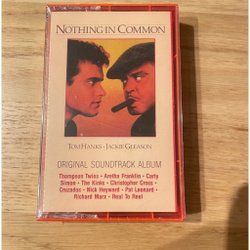 NOTHING IN COMMON
TOM HANKS · JACKIE GLEASON
ORIGINAL SOUNDTRACK ALBUM
Thompson Twins • Aretha Franklin • Carly
Simon • The Kinks • Christopher Cross •
Cruzados • Nick Heyward • Pat Leonard •
Richard Marx • Real To Reel